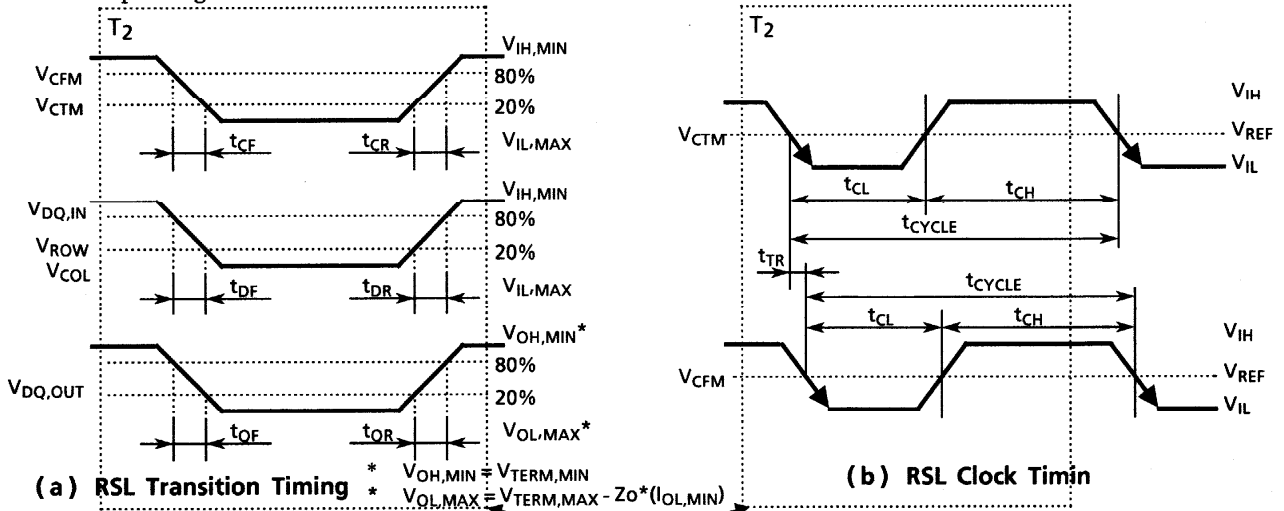 T2
VIH,MIN
VCFM
80%
VCTM
20%
tCF
tCR
VIL,MAX
VIH,MIN
VDQ,IN
80%
VROW
20%
VCOL
tDF
tDR
VIL,MAX
VOH,MIN*
80%
VDQ,OUT
20%
tQF
tQR
VOL,MAX*
(a) RSL Transition Timing
* VOH,MIN = VTERM,MIN
* VOL,MAX = VTERM,MAX - Zo*(IOL,MIN)
T2
VIH
VCTM
VREF
VIL
tCL
tCH
tCYCLE
tTR
tCYCLE
tCL
tCH
VIH
VCFM
VREF
VIL
(b) RSL Clock Timin